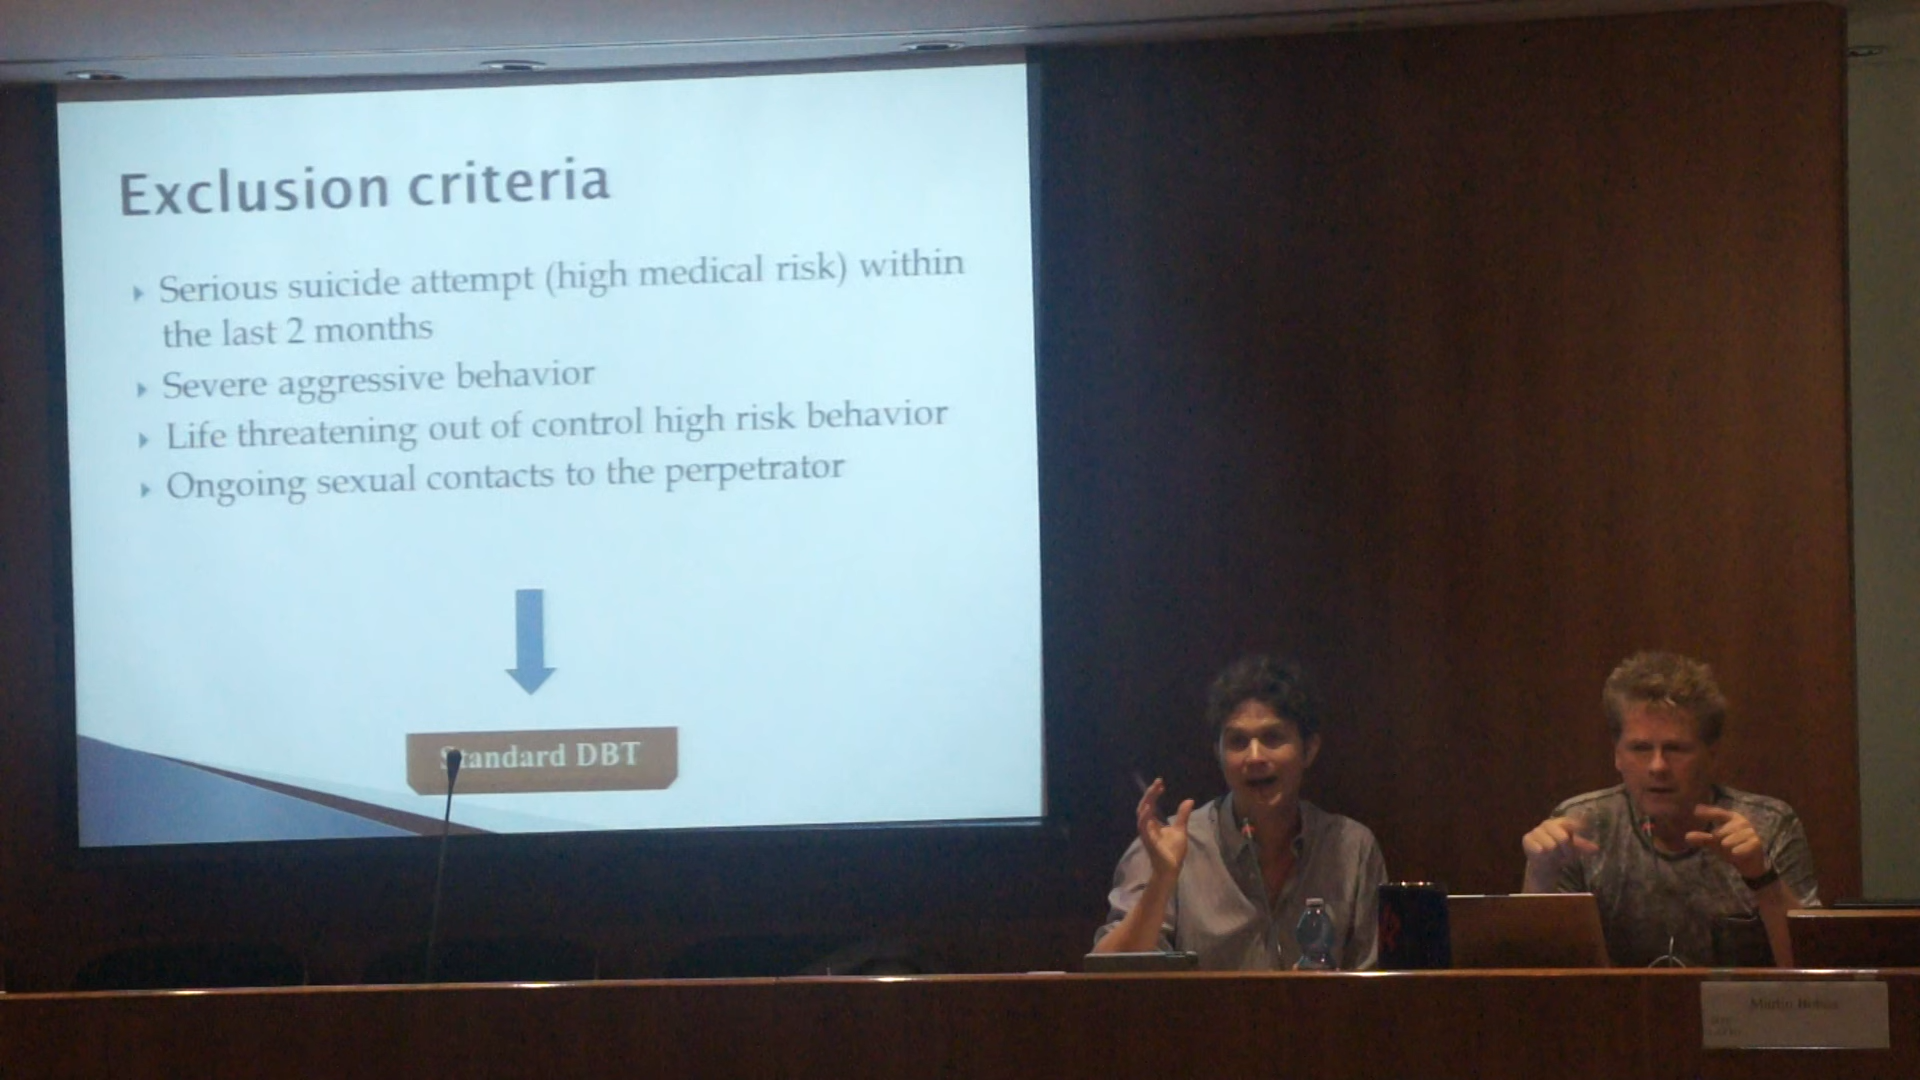 Exclusion criteria
Serious suicide attempt (high medical risk) within
the last 2 months
Severe aggressive behavior
Life threatening out of control high risk behavior
Ongoing sexual contacts to the perpetrator
Standard DBT
Martin